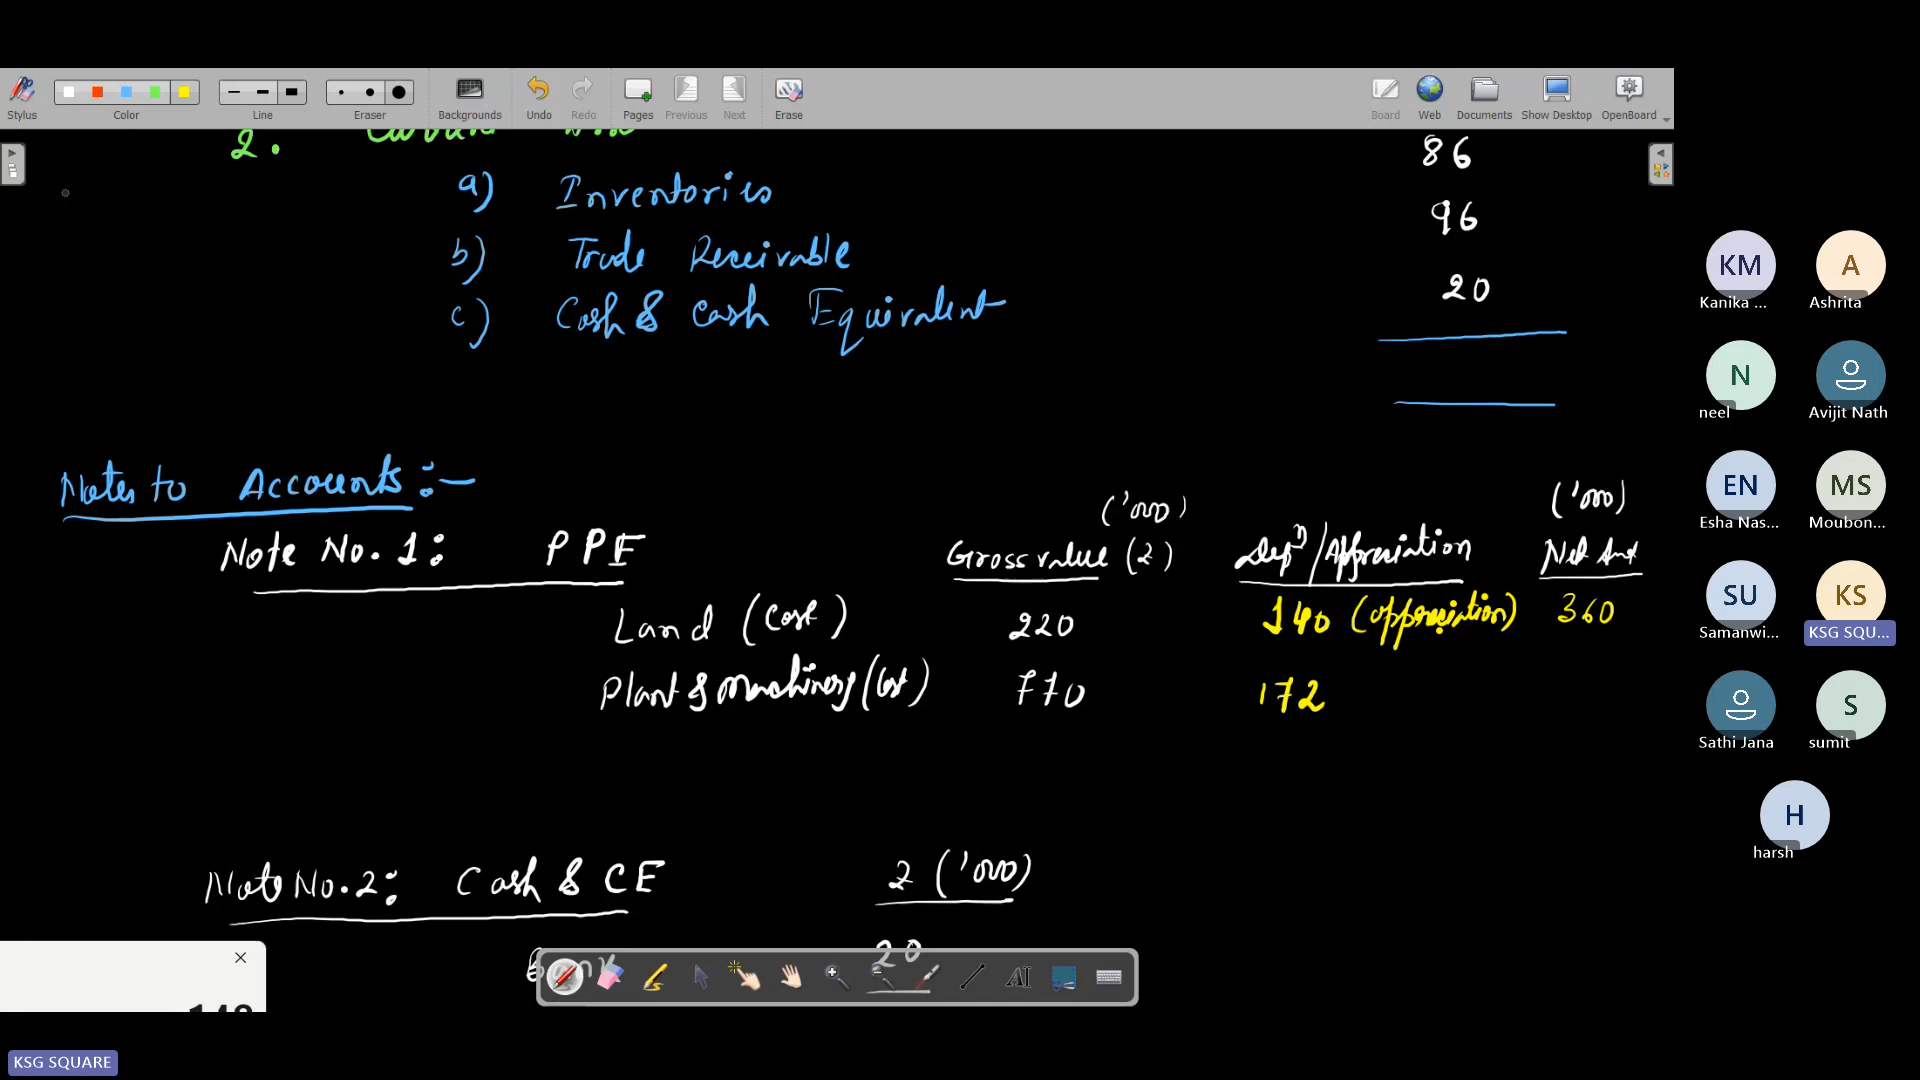 Stylus Color Line Eraser Backgrounds Undo Redo Pages Previous Next Erase Board Web Documents Show Desktop OpenBoard
2.
86
a) Inventories 96
b) Trade Receivable 20
c) Cash & Cash Equivalent
Notes to Accounts :-
('000) ('000)
Note No. 1: PPE Gross value (₹) Depn/Appreciation Net Amt
Land (Cost) 220 140 (appreciation) 360
Plant & Machinery (Cost) 770 172
Note No. 2: Cash & CE ₹ ('000)
Bank 20
KM
Kanika ...
A
Ashrita
N
neel
Avijit Nath
EN
Esha Nas...
MS
Moubon...
SU
Samanwi...
KS
KSG SQU...
Sathi Jana
S
sumit
H
harsh
KSG SQUARE